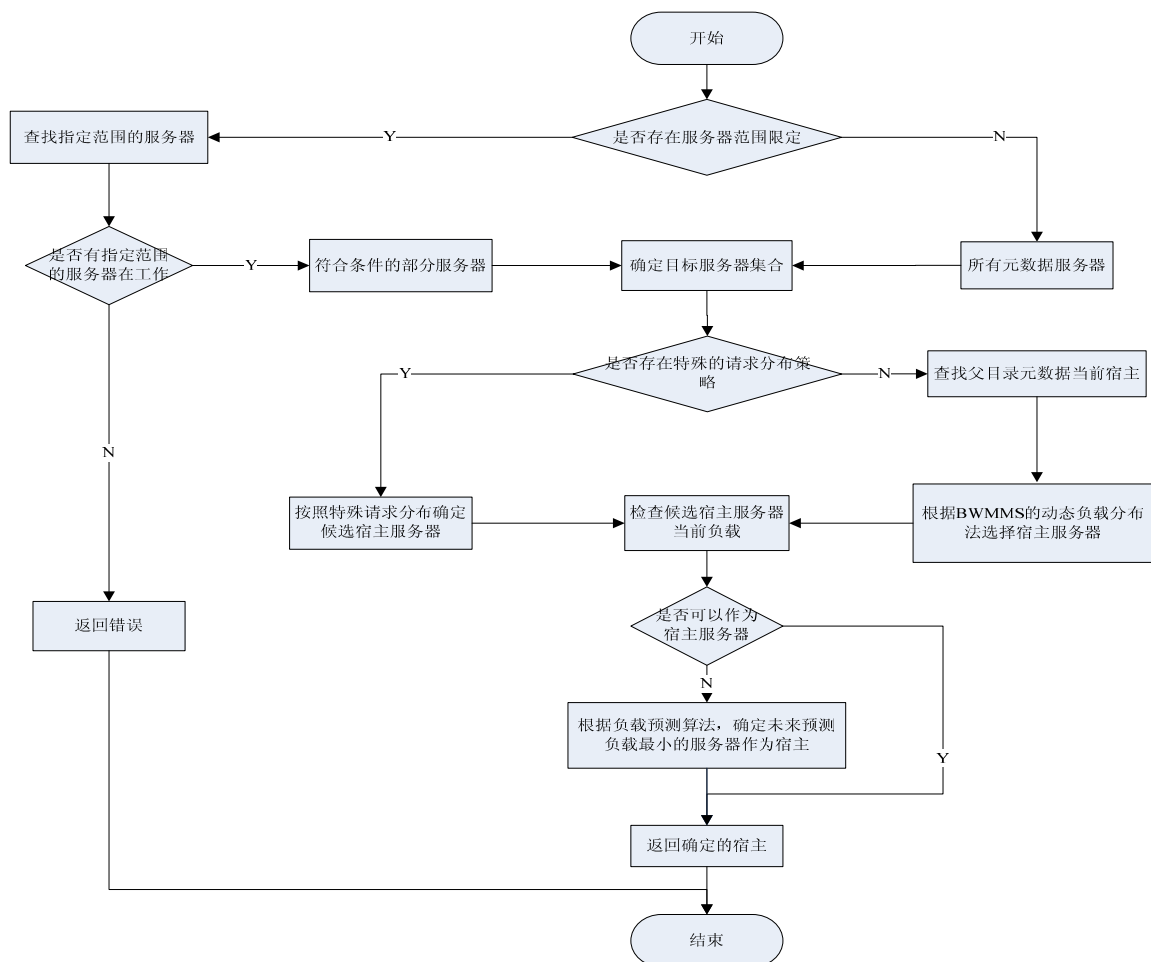 开始
是否存在服务器范围限定
Y
N
查找指定范围的服务器
是否有指定范围
的服务器在工作
Y
符合条件的部分服务器
确定目标服务器集合
所有元数据服务器
是否存在特殊的请求分布策
略
Y
N
查找父目录元数据当前宿主
N
按照特殊请求分布确定
候选宿主服务器
检查候选宿主服务器
当前负载
根据BWMMS的动态负载分布
法选择宿主服务器
是否可以作为
宿主服务器
返回错误
N
根据负载预测算法，确定未来预测
负载最小的服务器作为宿主
Y
返回确定的宿主
结束